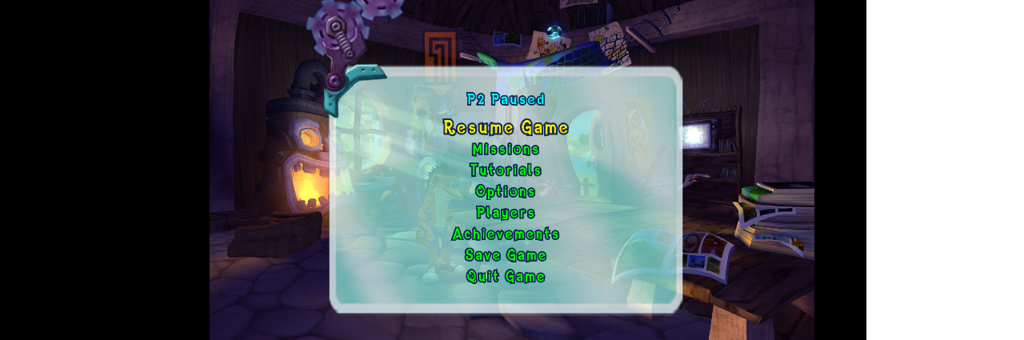 P2 Paused
Resume Game
Missions
Tutorials
Options
Players
Achievements
Save Game
Quit Game